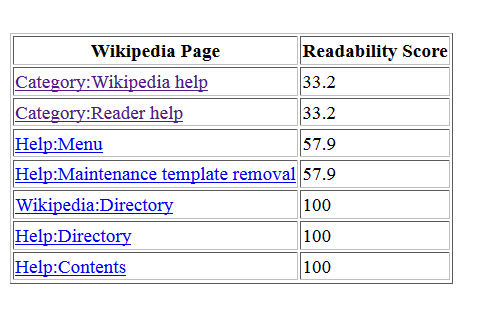 Wikipedia Page Readability Score
Category:Wikipedia help 33.2
Category:Reader help 33.2
Help:Menu 57.9
Help:Maintenance template removal 57.9
Wikipedia:Directory 100
Help:Directory 100
Help:Contents 100